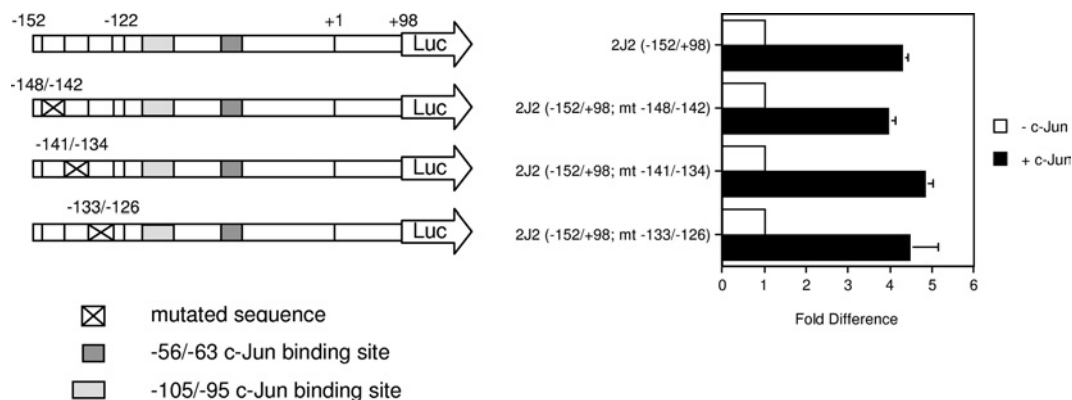 -152 -122 +1 +98
Luc
-148/-142
Luc
-141/-134
Luc
-133/-126
Luc
mutated sequence
-56/-63 c-Jun binding site
-105/-95 c-Jun binding site
2J2 (-152/+98)
2J2 (-152/+98; mt -148/-142)
2J2 (-152/+98; mt -141/-134)
2J2 (-152/+98; mt -133/-126)
0 1 2 3 4 5 6
Fold Difference
- c-Jun
+ c-Jun